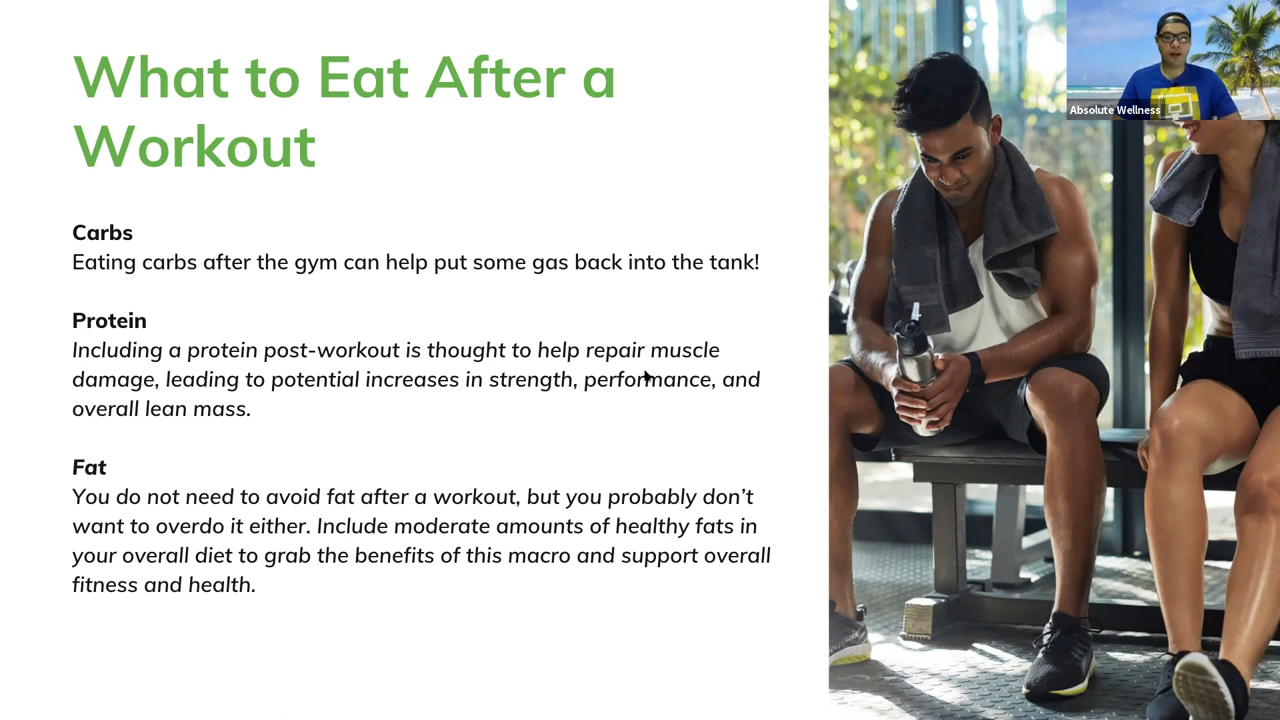 What to Eat After a
Workout
Carbs
Eating carbs after the gym can help put some gas back into the tank!
Protein
Including a protein post-workout is thought to help repair muscle
damage, leading to potential increases in strength, performance, and
overall lean mass.
Fat
You do not need to avoid fat after a workout, but you probably don’t
want to overdo it either. Include moderate amounts of healthy fats in
your overall diet to grab the benefits of this macro and support overall
fitness and health.
Absolute Wellness